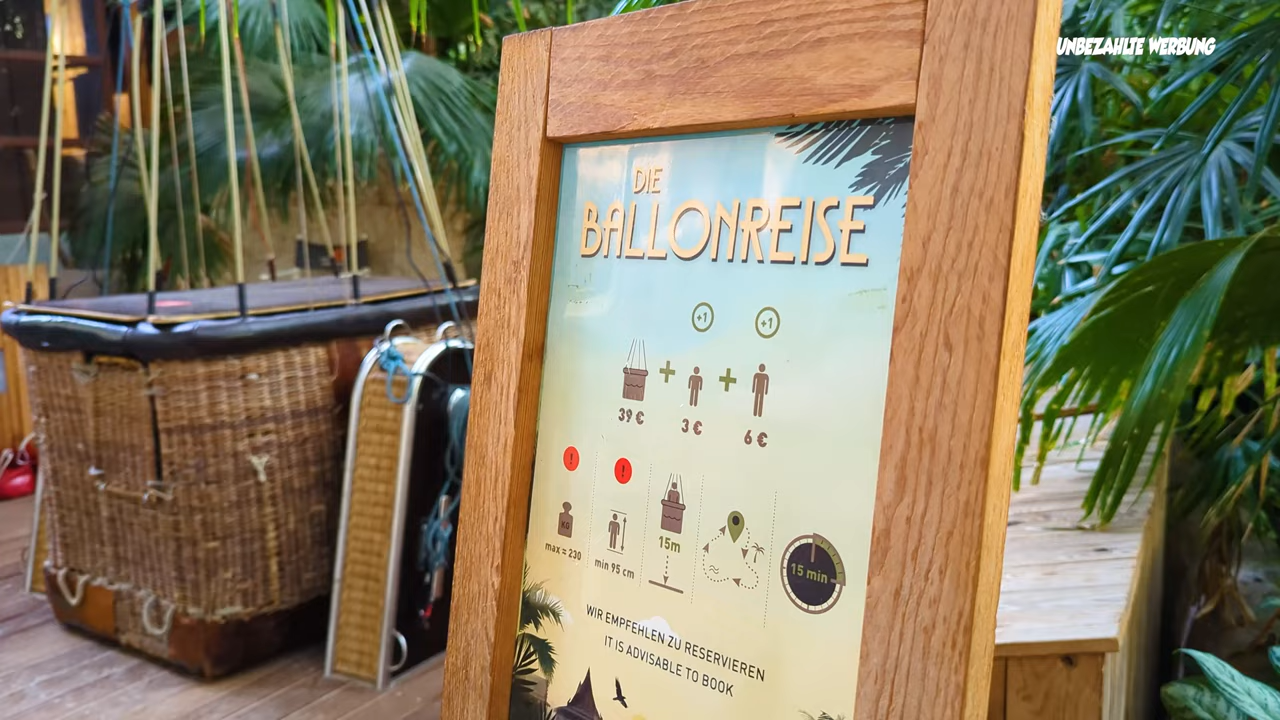 UNBEZAHLTE WERBUNG
DIE
BALLONREISE
+1 +1
39 € 3 € 6 €
! !
KG
max = 230
min 95 cm
15m
15 min
WIR EMPFEHLEN ZU RESERVIEREN
IT IS ADVISABLE TO BOOK